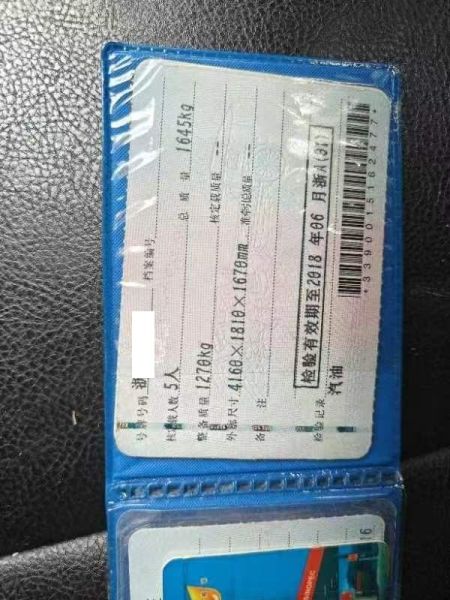 号牌号码 浙 档案编号
核定载人数 5人 总质量 1645kg
整备质量 1270kg 核定载质量 --
外廓尺寸 4160×1810×1670mm 准牵引总质量 --
备注
检验有效期至2018年06月浙A(01)
检验记录 汽油
*3390015162477*
16